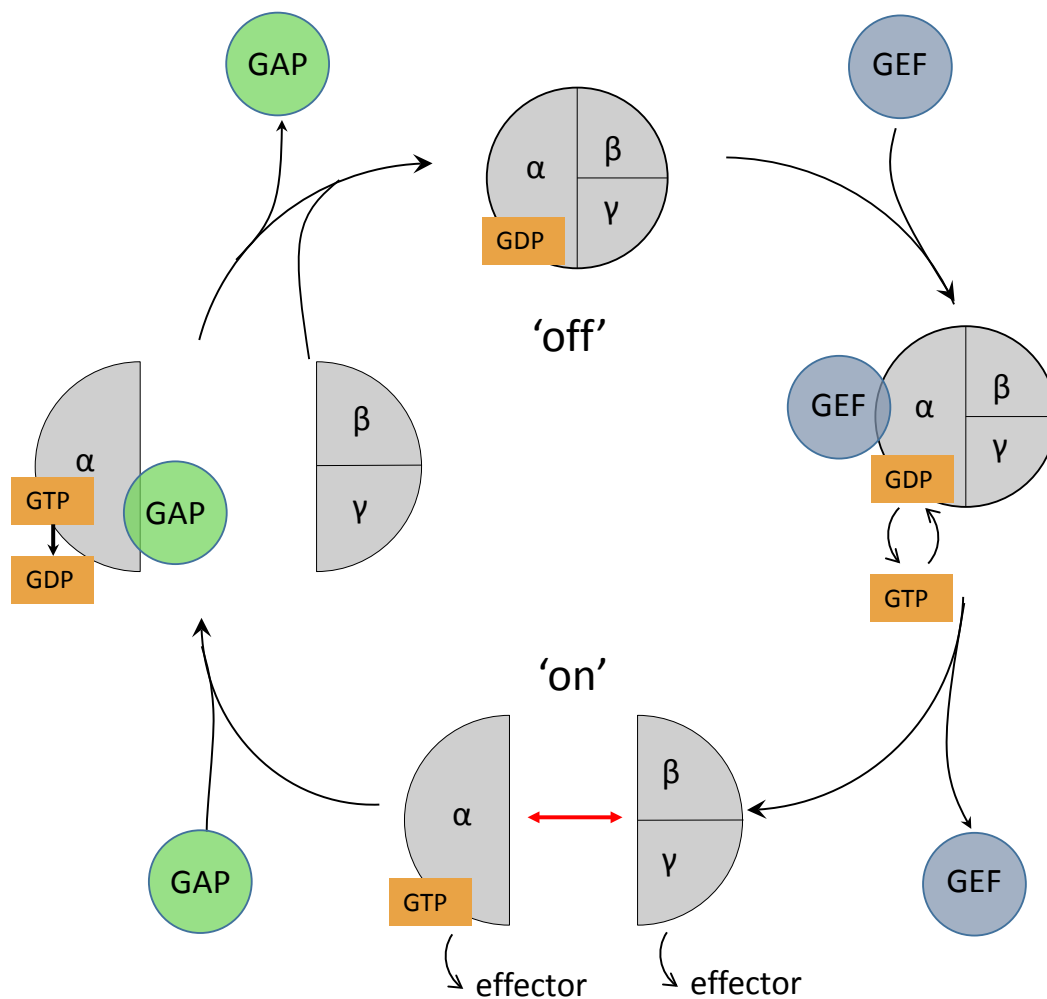 GAP
GEF
α
β
γ
GDP
‘off’
GEF
α
β
γ
GDP
GTP
α
GTP
GAP
GDP
β
γ
‘on’
α
GTP
effector
β
γ
effector
GAP
GEF